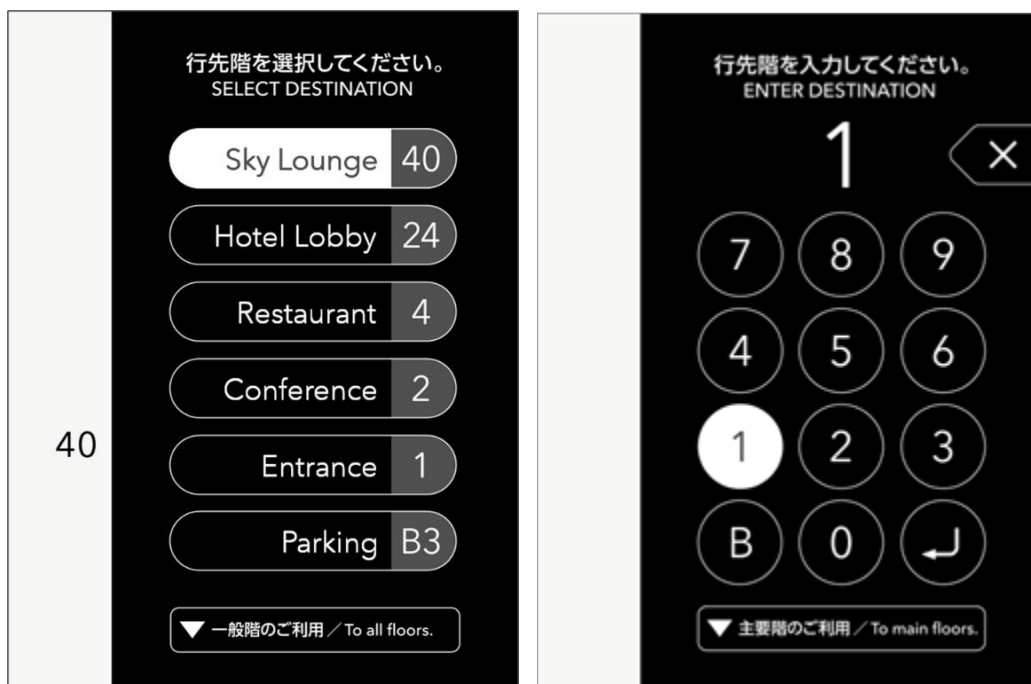 行先階を選択してください。
SELECT DESTINATION
Sky Lounge 40
Hotel Lobby 24
Restaurant 4
Conference 2
40
Entrance 1
Parking B3
▼ 一般階のご利用／To all floors.
行先階を入力してください。
ENTER DESTINATION
1
×
7 8 9
4 5 6
1 2 3
B 0
▼ 主要階のご利用／To main floors.